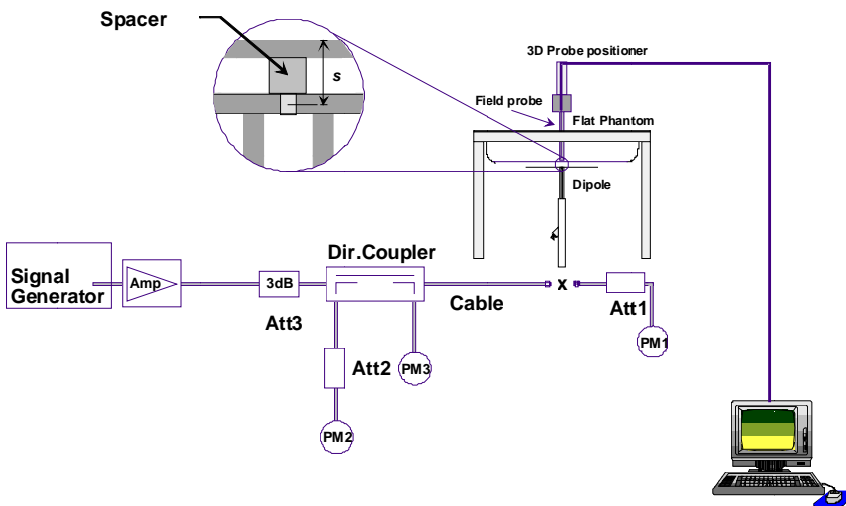 Spacer
s
3D Probe positioner
Field probe
Flat Phantom
Dipole
Signal
Generator
Amp
3dB
Att3
Dir.Coupler
Cable
x
Att1
PM1
Att2
PM3
PM2